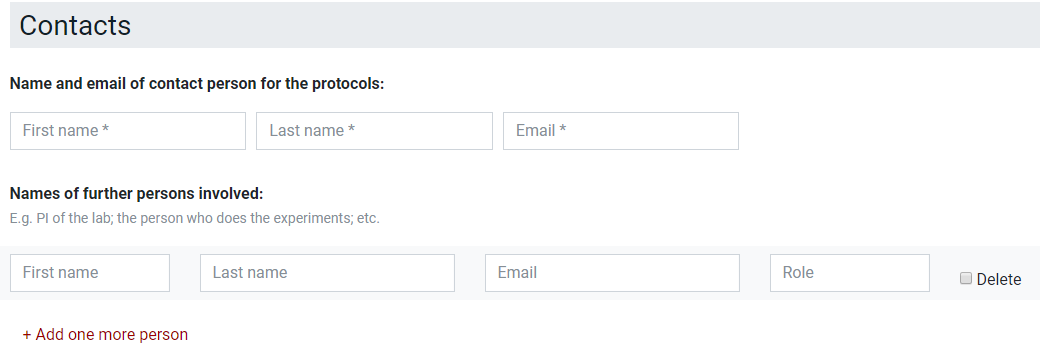 Contacts
Name and email of contact person for the protocols:
First name * Last name * Email *
Names of further persons involved:
E.g. PI of the lab; the person who does the experiments; etc.
First name Last name Email Role Delete
+ Add one more person